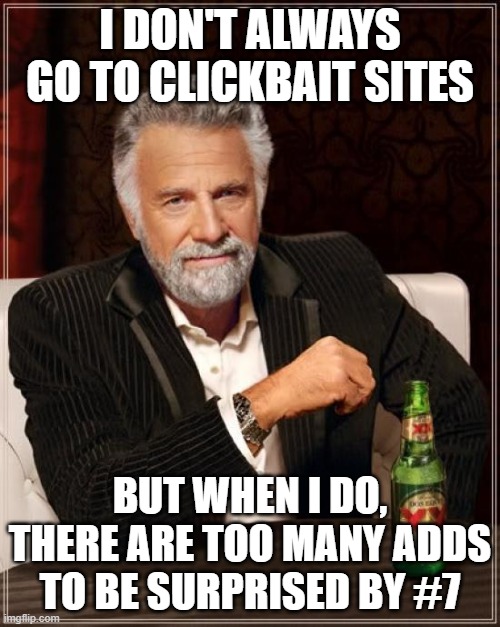 I DON'T ALWAYS
GO TO CLICKBAIT SITES
XX
BUT WHEN I DO,
THERE ARE TOO MANY ADDS
TO BE SURPRISED BY #7
imgflip.com